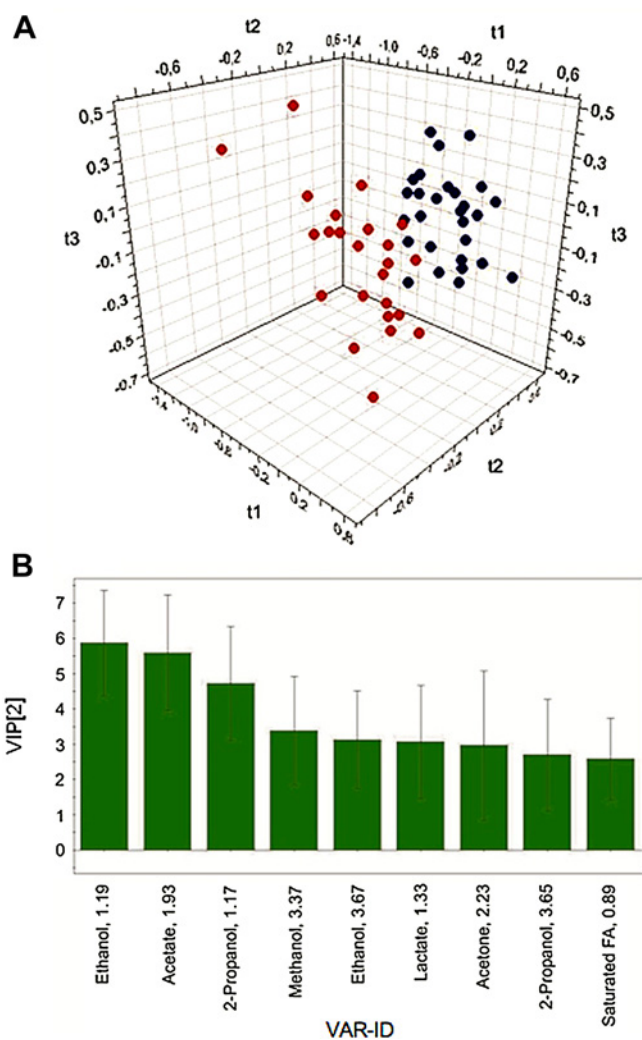 A
t2
t1
-0,6
-0,2
0,2
0,6
-1,4
-1.0
-0,6
-0,2
0,2
0,6
0,5
0,3
0,1
-0.1
-0.3
-0.5
-0.7
t3
0,5
0,3
0,1
-0.1
-0.3
-0.5
-0.7
t3
-0.2
0.2
t1
0,8
-0.6
-0.2
t2
B
7
6
5
4
3
2
1
0
VIP[2]
Ethanol, 1.19
Acetate, 1.93
2-Propanol, 1.17
Methanol, 3.37
Ethanol, 3.67
Lactate, 1.33
Acetone, 2.23
2-Propanol, 3.65
Saturated FA, 0.89
VAR-ID